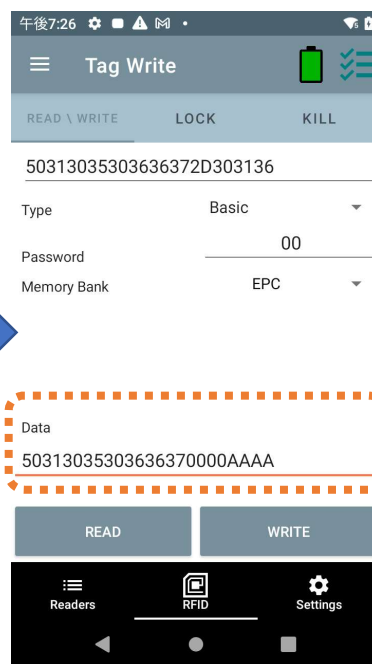 午後7:26
Tag Write
READ \ WRITE LOCK KILL
50313035303636372D303136
Type Basic
Password 00
Memory Bank EPC
Data
50313035303636370000AAAA
READ WRITE
Readers RFID Settings